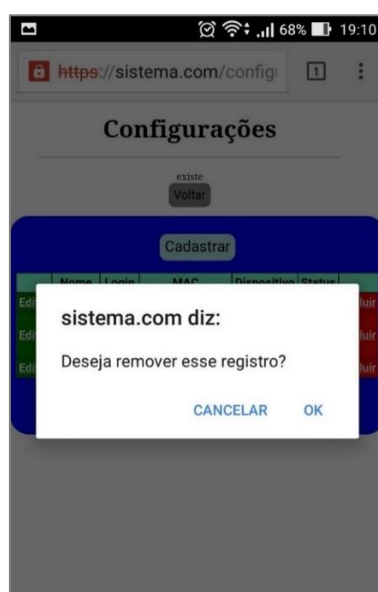 68% 19:10
https://sistema.com/config 1
Configurações
existe
Voltar
Cadastrar
Nome Login MAC Dispositivo Status
sistema.com diz:
Deseja remover esse registro?
CANCELAR OK